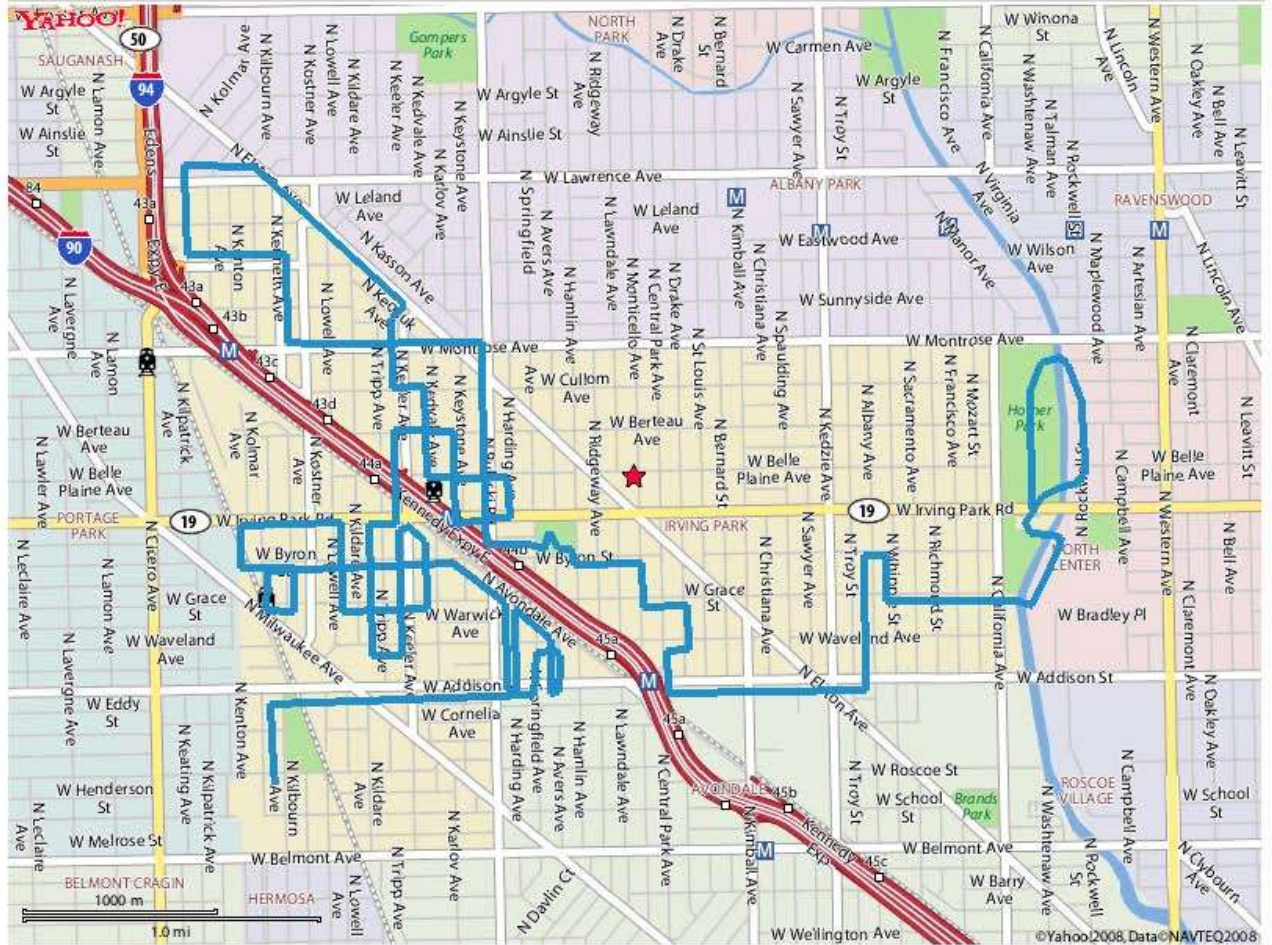 YAHOO!
50
SAUGANASH
94
W Argyle
St
W Ainslie
St
N Lamon Ave
Edens
Expy
84
43a
90
N Kolmar
Ave
N Kilbourn Ave
N Lowell Ave
N Kostner Ave
N Kildare Ave
N Keeler Ave
N Kedvale Ave
N Karlov Ave
N Keystone Ave
Gompers
Park
NORTH
PARK
N Ridgeway
Ave
N Drake
Ave
N Bernard
St
W Argyle St
W Ainslie St
W Carmen Ave
W Argyle
St
N Sawyer Ave
N Troy St
N Francisco Ave
N California Ave
W Winona
St
N Washtenaw Ave
N Talman Ave
N Rockwell St
N Lincoln
Ave
N Western Ave
N Oakley Ave
N Bell Ave
N Leavitt St
W Lawrence Ave
ALBANY PARK
RAVENSWOOD
N Virginia
Ave
N Manor Ave
W Leland
Ave
W Leland
Ave
M
N Springfield
Ave
N Avers Ave
N Hamlin Ave
N Lawndale Ave
N Monticello Ave
N Central Park Ave
N Drake Ave
N Kimball Ave
N Christiana Ave
W Eastwood Ave
W Wilson
Ave
W Sunnyside Ave
N Maplewood Ave
N Artesian Ave
N Lincoln Ave
N Kenton
Ave
N Kenneth Ave
N Kasson Ave
N Keokuk
Ave
43a
43b
43c
43d
M
N Lavergne
Ave
N Lamon
Ave
N Kilpatrick
Ave
N Lowell Ave
N Tripp Ave
N Keeler Ave
N Kedvale Ave
N Keystone Ave
N Harding Ave
W Montrose Ave
W Montrose Ave
W Cullom
Ave
W Berteau
Ave
N St Louis Ave
N Spaulding Ave
N Bernard St
N Kedzie Ave
N Albany Ave
N Sacramento Ave
N Francisco Ave
N Mozart St
Homer
Park
N Claremont
Ave
N Leavitt St
W Berteau
Ave
W Belle
Plaine Ave
N Lawler Ave
N Kolmar
Ave
N Kostner
Ave
44a
N Ridgeway Ave
W Belle
Plaine Ave
W Belle
Plaine Ave
N Campbell Ave
N Western Ave
PORTAGE
PARK
19
W Irving Park Rd
IRVING PARK
19
W Irving Park Rd
Kennedy Expy E
44b
N Cicero Ave
N Leclaire Ave
N Lamon Ave
W Byron
W Byron St
N Kildare Ave
N Lowell Ave
N Tripp Ave
N Keeler Ave
N Avondale Ave
W Grace
St
W Warwick
Ave
W Grace
St
N Christiana Ave
N Sawyer Ave
N Troy St
N Whipple St
N Richmond St
N California Ave
NORTH
CENTER
W Bradley Pl
N Bell Ave
N Claremont Ave
W Waveland
Ave
N Milwaukee Ave
45a
W Waveland Ave
N Elston Ave
W Addison
W Addison St
M
N Lavergne Ave
W Eddy
St
N Kenton Ave
W Cornelia
Ave
N Harding Ave
N Springfield Ave
N Avers Ave
N Hamlin Ave
N Lawndale Ave
N Central Park Ave
45a
N Oakley Ave
N Keating Ave
N Kilpatrick Ave
Ave
N Kilbourn
N Kildare
Ave
N Karlov Ave
W Henderson
St
N Leclaire
Ave
W Melrose St
AVONDALE
45b
N Kimball Ave
N Troy St
W Roscoe St
W School
St
Brands
Park
ROSCOE
VILLAGE
N Washtenaw Ave
N Campbell Ave
N Rockwell
St
W School
St
Kennedy
Exp
45c
W Belmont Ave
W Belmont Ave
M
N Clybourn
Ave
BELMONT CRAGIN
HERMOSA
N Lowell
Ave
N Tripp Ave
N Davlin Ct
W Barry
Ave
W Wellington Ave
1000 m
1.0 mi
©Yahoo!2008, Data©NAVTEQ2008